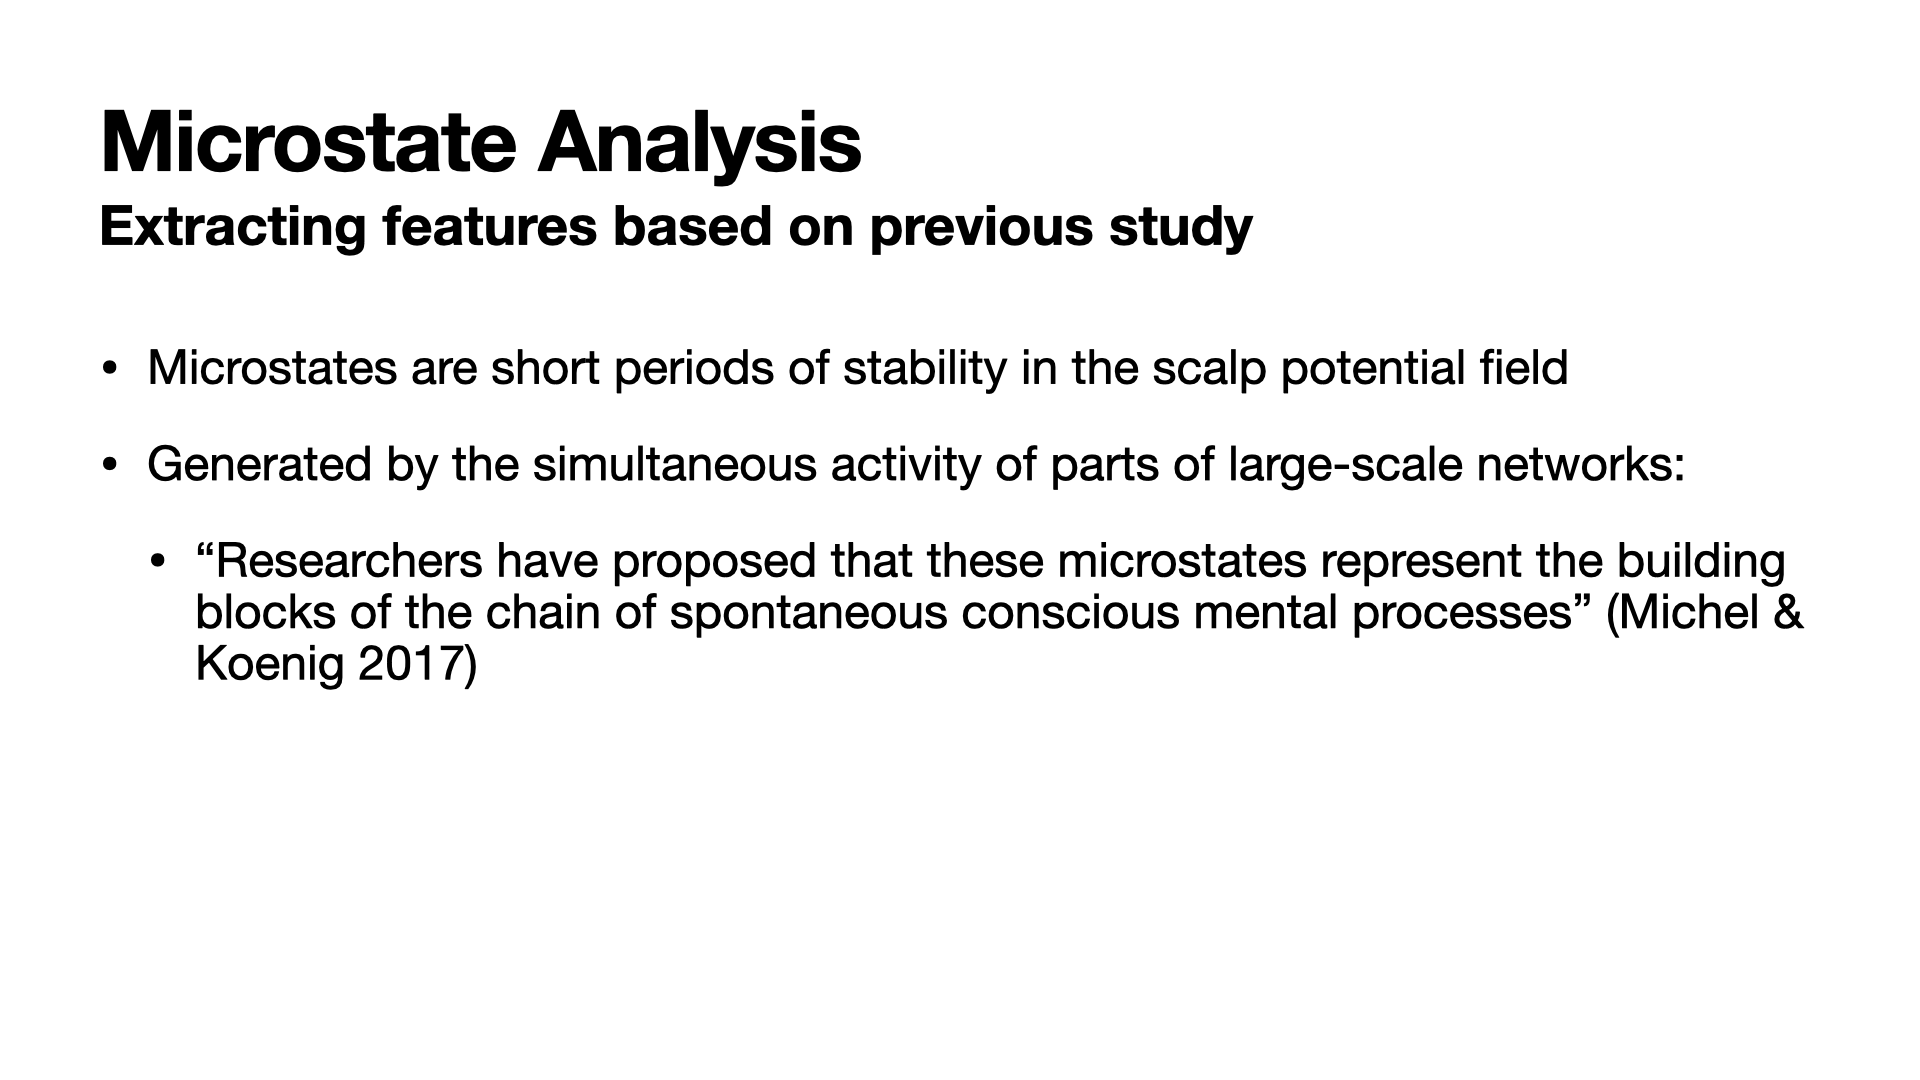 Microstate Analysis
Extracting features based on previous study
• Microstates are short periods of stability in the scalp potential field
• Generated by the simultaneous activity of parts of large-scale networks:
• “Researchers have proposed that these microstates represent the building
blocks of the chain of spontaneous conscious mental processes” (Michel &
Koenig 2017)